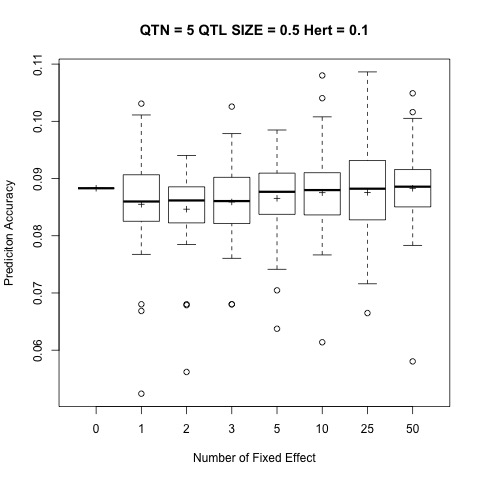 QTN = 5 QTL SIZE = 0.5 Hert = 0.1
Prediciton Accuracy
0.11
0.10
0.09
0.08
0.07
0.06
0 1 2 3 5 10 25 50
Number of Fixed Effect